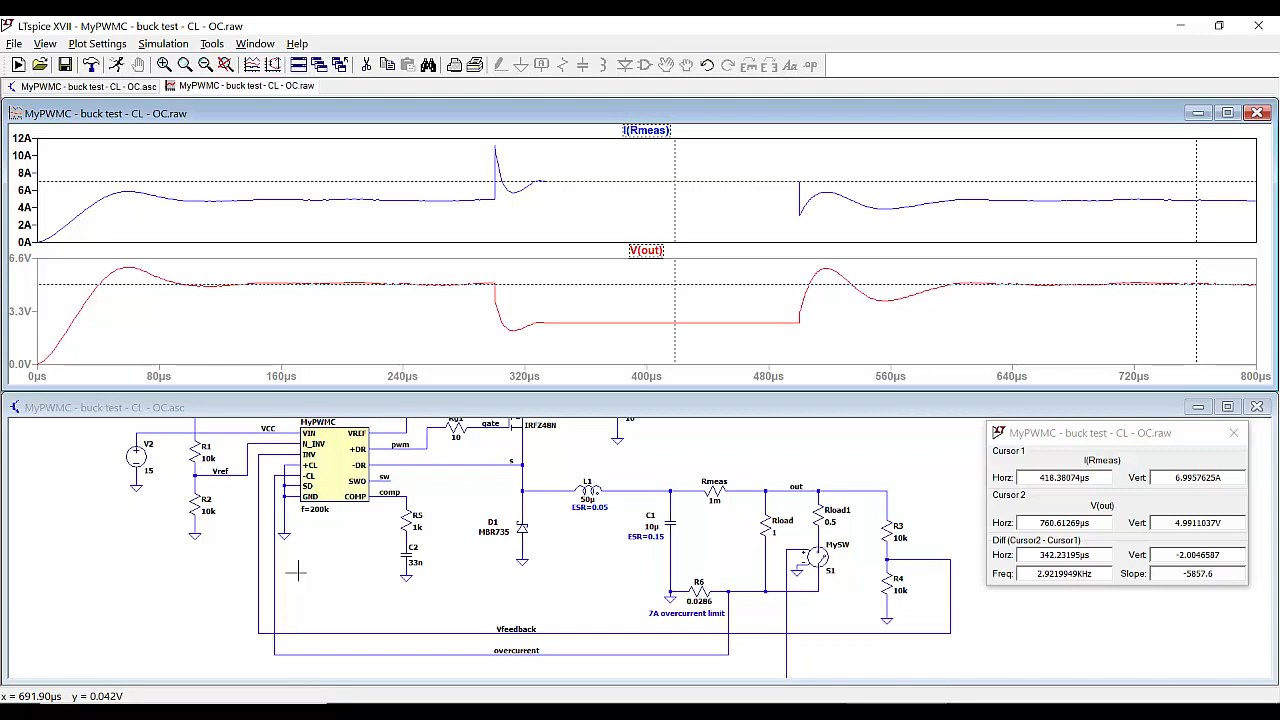 LTspice XVII - MyPWMC - buck test - CL - OC.raw
File View Plot Settings Simulation Tools Window Help
MyPWMC - buck test - CL - OC.asc MyPWMC - buck test - CL - OC.raw
MyPWMC - buck test - CL - OC.raw
I(Rmeas)
12A
10A
8A
6A
4A
2A
0A
V(out)
6.6V
3.3V
0.0V
0µs 80µs 160µs 240µs 320µs 400µs 480µs 560µs 640µs 720µs 800µs
MyPWMC - buck test - CL - OC.asc
V2
15
VCC
R1
10k
Vref
R2
10k
MyPWMC
VIN VREF
N_INV +DR
INV
+CL -DR
-CL SWO
SD
GND COMP
f=200k
pwm
sw
comp
R5
1k
C2
33n
10
gate
IRFZ48N
s
D1
MBR735
L1
50µ
ESR=0.05
C1
10µ
ESR=0.15
Rmeas
1m
out
Rload
1
Rload1
0.5
MySW
S1
R3
10k
R4
10k
R6
0.0286
7A overcurrent limit
Vfeedback
overcurrent
MyPWMC - buck test - CL - OC.raw
Cursor 1
I(Rmeas)
Horz: 418.38074µs Vert 6.9957625A
Cursor 2
V(out)
Horz: 760.61269µs Vert 4.9911037V
Diff (Cursor2 - Cursor1)
Horz: 342.23195µs Vert -2.0046587
Freq: 2.9219949KHz Slope: -5857.6
x = 691.90µs y = 0.042V